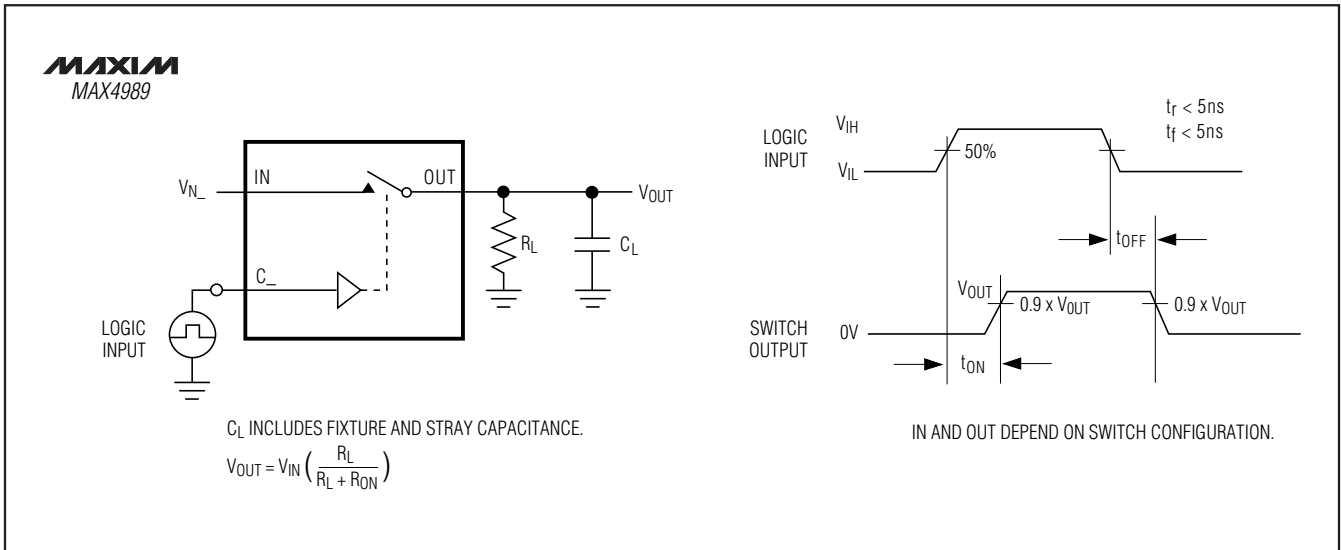 MAXIM
MAX4989
V_N_
IN
OUT
V_OUT
R_L
C_L
C_
LOGIC
INPUT
C_L INCLUDES FIXTURE AND STRAY CAPACITANCE.
V_OUT = V_IN ( R_L / R_L + R_ON )
LOGIC
INPUT
V_IH
V_IL
50%
t_r < 5ns
t_f < 5ns
t_OFF
V_OUT
0.9 x V_OUT
0.9 x V_OUT
SWITCH
OUTPUT
0V
t_ON
IN AND OUT DEPEND ON SWITCH CONFIGURATION.